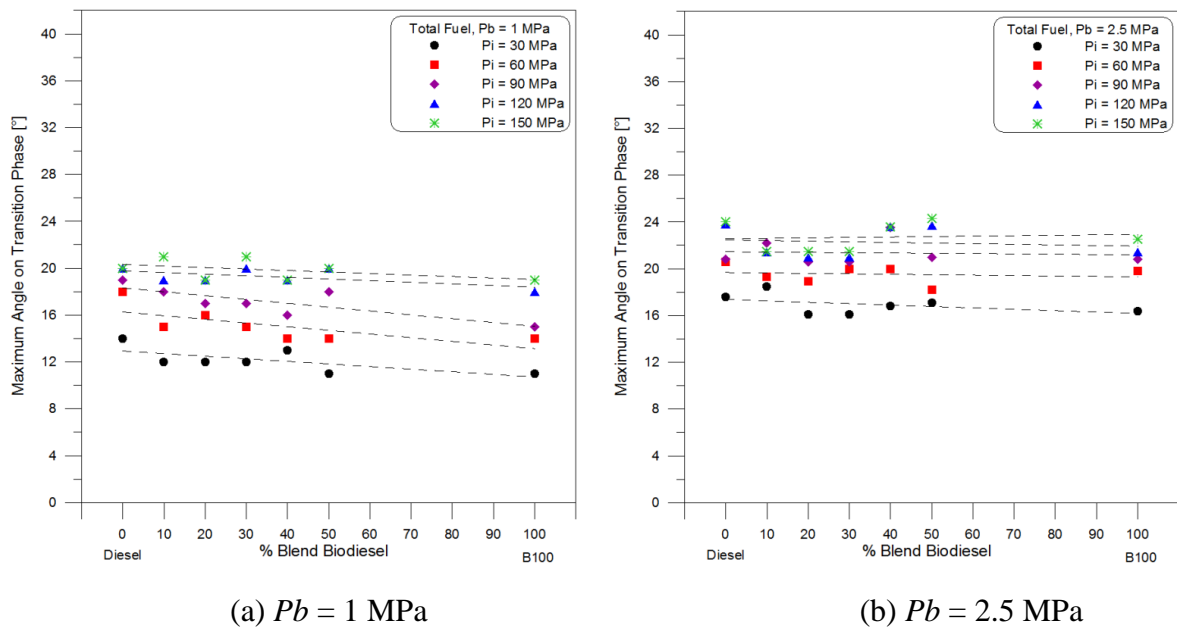 Total Fuel, Pb = 1 MPa
Pi = 30 MPa
Pi = 60 MPa
Pi = 90 MPa
Pi = 120 MPa
Pi = 150 MPa
Maximum Angle on Transition Phase [°]
40
36
32
28
24
20
16
12
8
4
0
0 10 20 30 40 50 60 70 80 90 100
Diesel % Blend Biodiesel B100
(a) Pb = 1 MPa
Total Fuel, Pb = 2.5 MPa
Pi = 30 MPa
Pi = 60 MPa
Pi = 90 MPa
Pi = 120 MPa
Pi = 150 MPa
Maximum Angle on Transition Phase [°]
40
36
32
28
24
20
16
12
8
4
0
0 10 20 30 40 50 60 70 80 90 100
Diesel % Blend Biodiesel B100
(b) Pb = 2.5 MPa